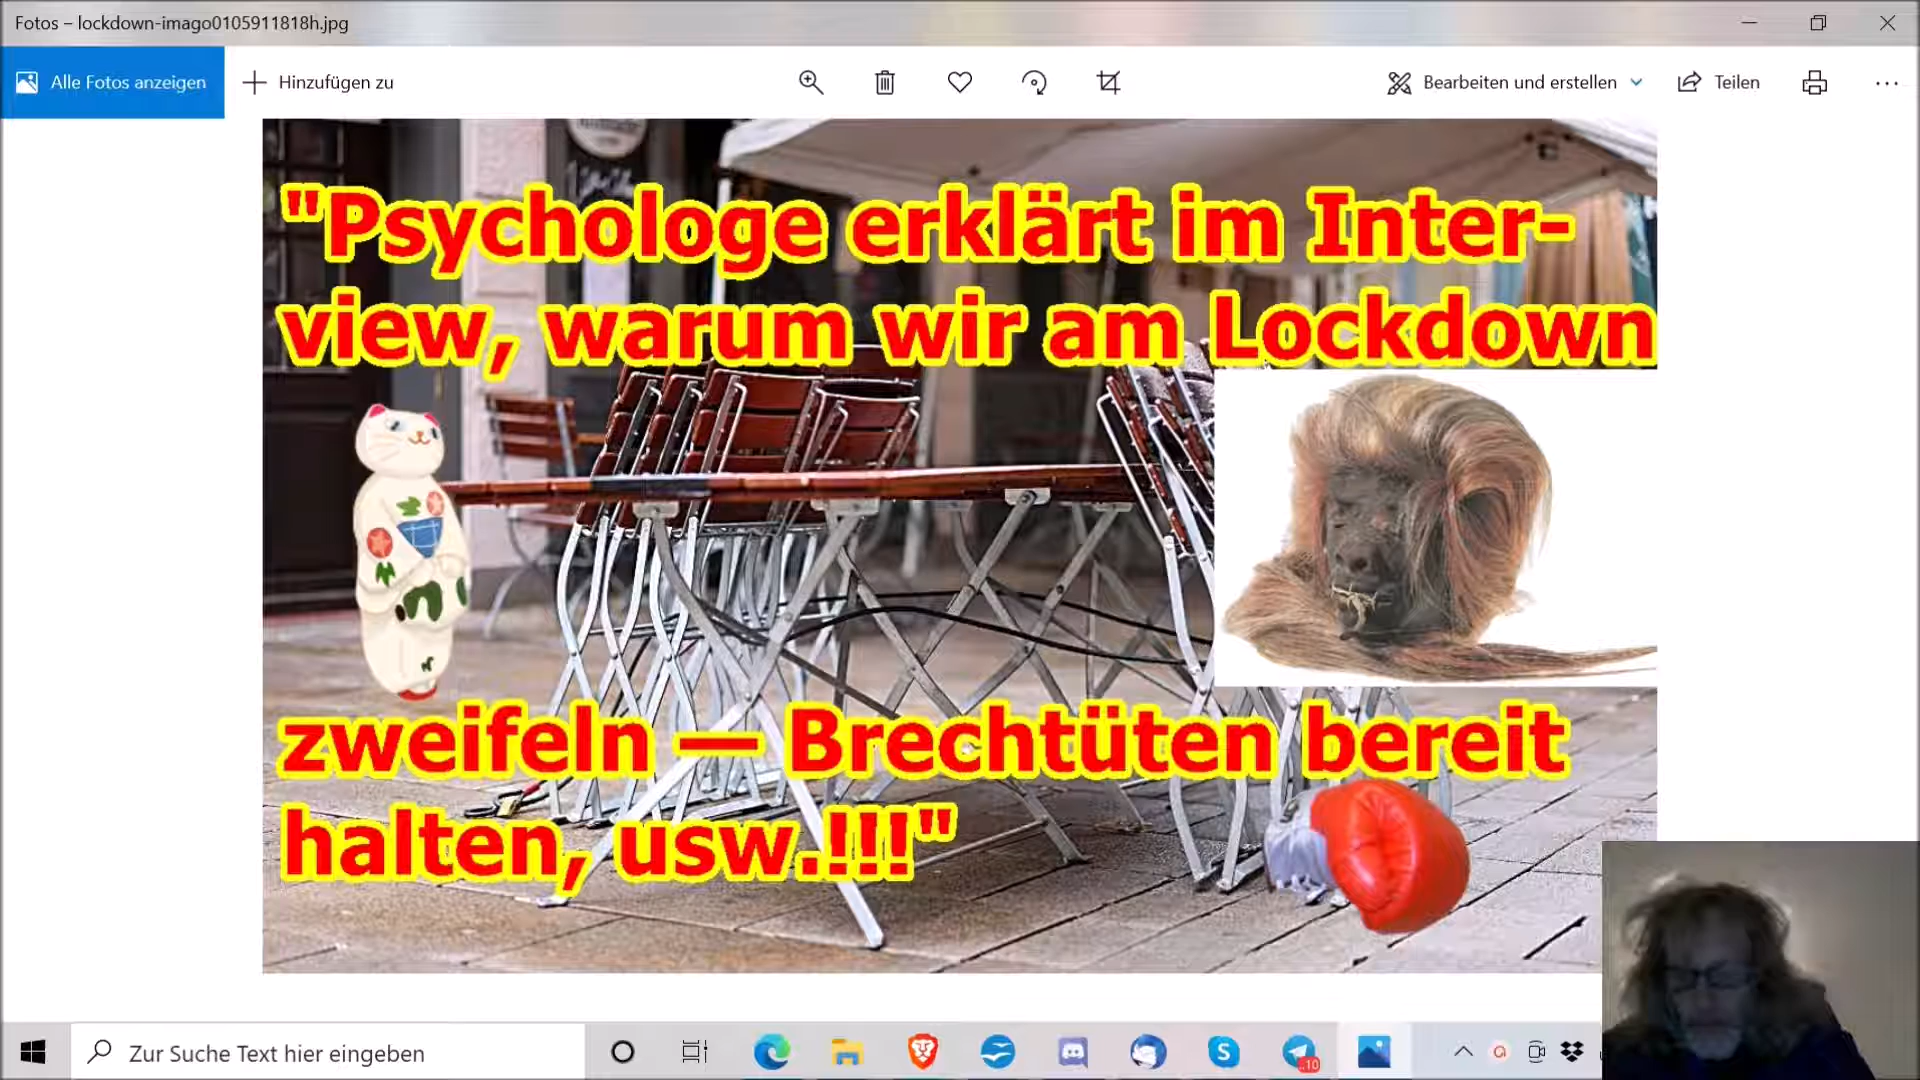 Fotos – lockdown-imago0105911818h.jpg
Alle Fotos anzeigen
Hinzufügen zu
Bearbeiten und erstellen
Teilen
"Psychologe erklärt im Inter-
view, warum wir am Lockdown
zweifeln — Brechtüten bereit
halten, usw.!!!"
Zur Suche Text hier eingeben
S
..10